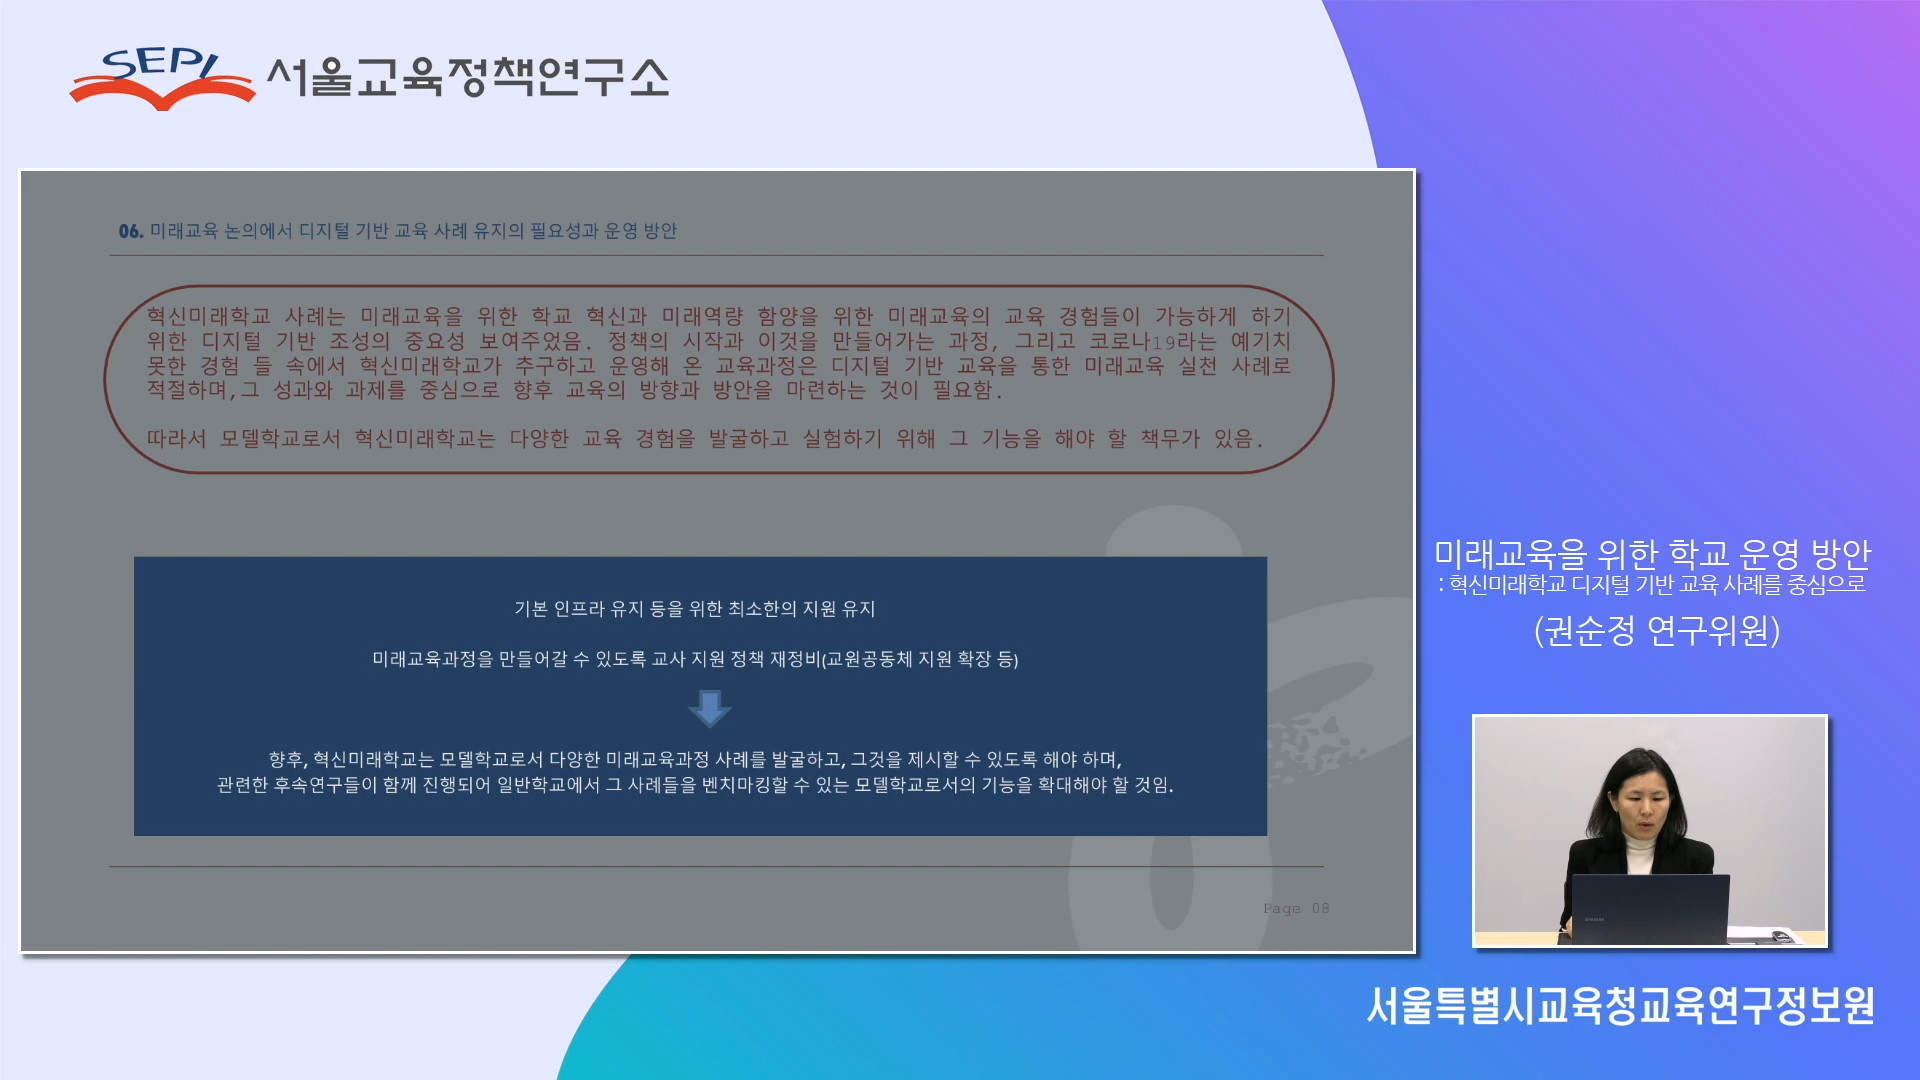 SEPI 서울교육정책연구소
06. 미래교육 논의에서 디지털 기반 교육 사례 유지의 필요성과 운영 방안
혁신미래학교 사례는 미래교육을 위한 학교 혁신과 미래역량 함양을 위한 미래교육의 교육 경험들이 가능하게 하기
위한 디지털 기반 조성의 중요성 보여주었음. 정책의 시작과 이것을 만들어가는 과정, 그리고 코로나19라는 예기치
못한 경험 들 속에서 혁신미래학교가 추구하고 운영해 온 교육과정은 디지털 기반 교육을 통한 미래교육 실천 사례로
적절하며,그 성과와 과제를 중심으로 향후 교육의 방향과 방안을 마련하는 것이 필요함.
따라서 모델학교로서 혁신미래학교는 다양한 교육 경험을 발굴하고 실험하기 위해 그 기능을 해야 할 책무가 있음.
기본 인프라 유지 등을 위한 최소한의 지원 유지
미래교육과정을 만들어갈 수 있도록 교사 지원 정책 재정비(교원공동체 지원 확장 등)
향후, 혁신미래학교는 모델학교로서 다양한 미래교육과정 사례를 발굴하고, 그것을 제시할 수 있도록 해야 하며,
관련한 후속연구들이 함께 진행되어 일반학교에서 그 사례들을 벤치마킹할 수 있는 모델학교로서의 기능을 확대해야 할 것임.
Page 08
미래교육을 위한 학교 운영 방안
: 혁신미래학교 디지털 기반 교육 사례를 중심으로
(권순정 연구위원)
서울특별시교육청교육연구정보원